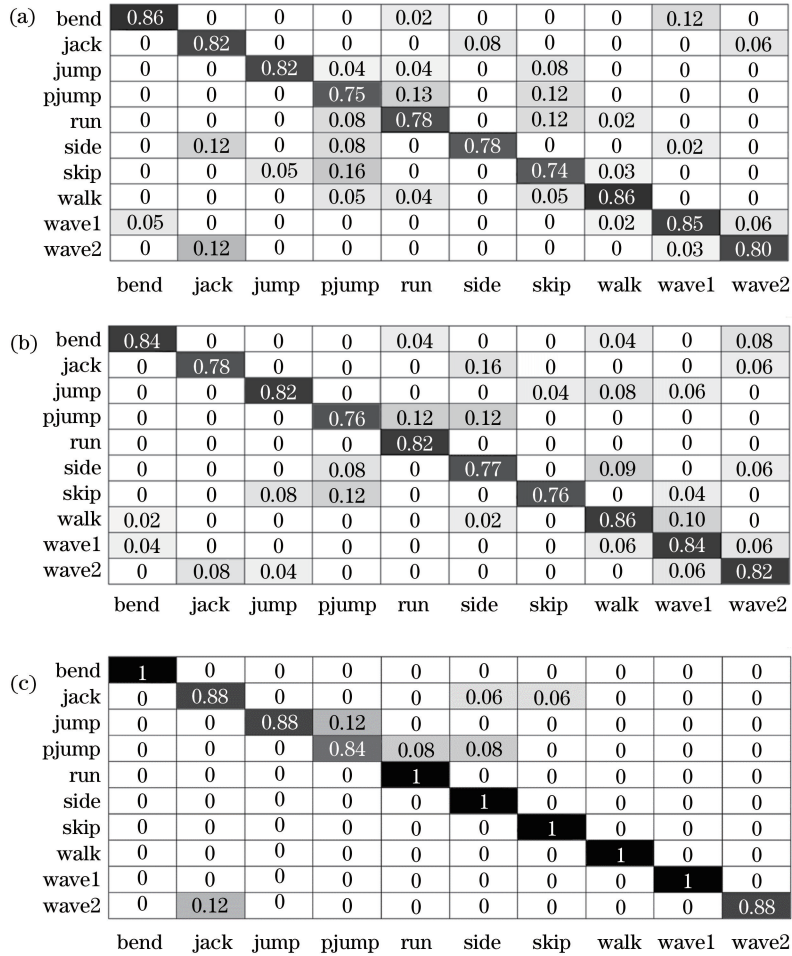 (a)
bend 0.86 0 0 0 0.02 0 0 0 0.12 0
jack 0 0.82 0 0 0 0.08 0 0 0 0.06
jump 0 0 0.82 0.04 0.04 0 0.08 0 0 0
pjump 0 0 0 0.75 0.13 0 0.12 0 0 0
run 0 0 0 0.08 0.78 0 0.12 0.02 0 0
side 0 0.12 0 0.08 0 0.78 0 0 0.02 0
skip 0 0 0.05 0.16 0 0 0.74 0.03 0 0
walk 0 0 0 0.05 0.04 0 0.05 0.86 0 0
wave1 0.05 0 0 0 0 0 0 0.02 0.85 0.06
wave2 0 0.12 0 0 0 0 0 0 0.03 0.80
bend jack jump pjump run side skip walk wave1 wave2
(b)
bend 0.84 0 0 0 0.04 0 0 0.04 0 0.08
jack 0 0.78 0 0 0 0.16 0 0 0 0.06
jump 0 0 0.82 0 0 0 0.04 0.08 0.06 0
pjump 0 0 0 0.76 0.12 0.12 0 0 0 0
run 0 0 0 0 0.82 0 0 0 0 0
side 0 0 0 0.08 0 0.77 0 0.09 0 0.06
skip 0 0 0.08 0.12 0 0 0.76 0 0.04 0
walk 0.02 0 0 0 0 0.02 0 0.86 0.10 0
wave1 0.04 0 0 0 0 0 0 0.06 0.84 0.06
wave2 0 0.08 0.04 0 0 0 0 0 0.06 0.82
bend jack jump pjump run side skip walk wave1 wave2
(c)
bend 1 0 0 0 0 0 0 0 0 0
jack 0 0.88 0 0 0 0.06 0.06 0 0 0
jump 0 0 0.88 0.12 0 0 0 0 0 0
pjump 0 0 0 0.84 0.08 0.08 0 0 0 0
run 0 0 0 0 1 0 0 0 0 0
side 0 0 0 0 0 1 0 0 0 0
skip 0 0 0 0 0 0 1 0 0 0
walk 0 0 0 0 0 0 0 1 0 0
wave1 0 0 0 0 0 0 0 0 1 0
wave2 0 0.12 0 0 0 0 0 0 0 0.88
bend jack jump pjump run side skip walk wave1 wave2